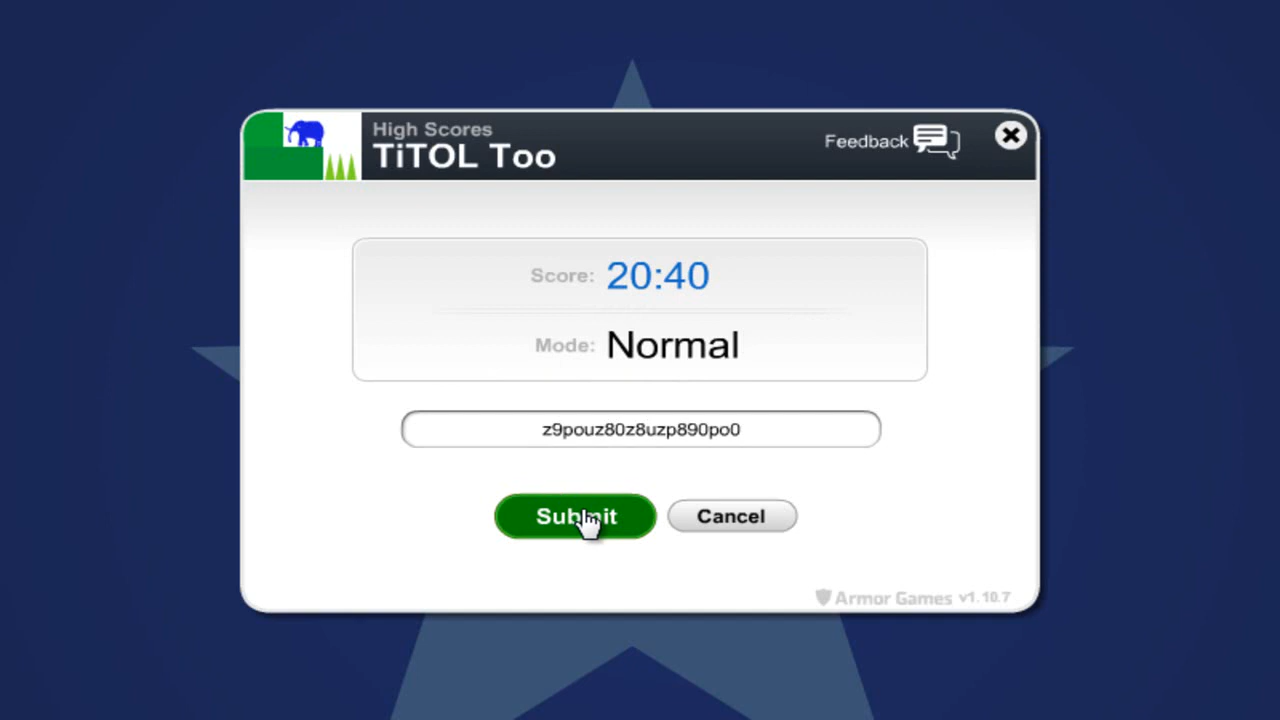 High Scores
TiTOL Too
Feedback
Score: 20:40
Mode: Normal
z9pouz80z8uzp890po0
Submit
Cancel
Armor Games v1.10.7